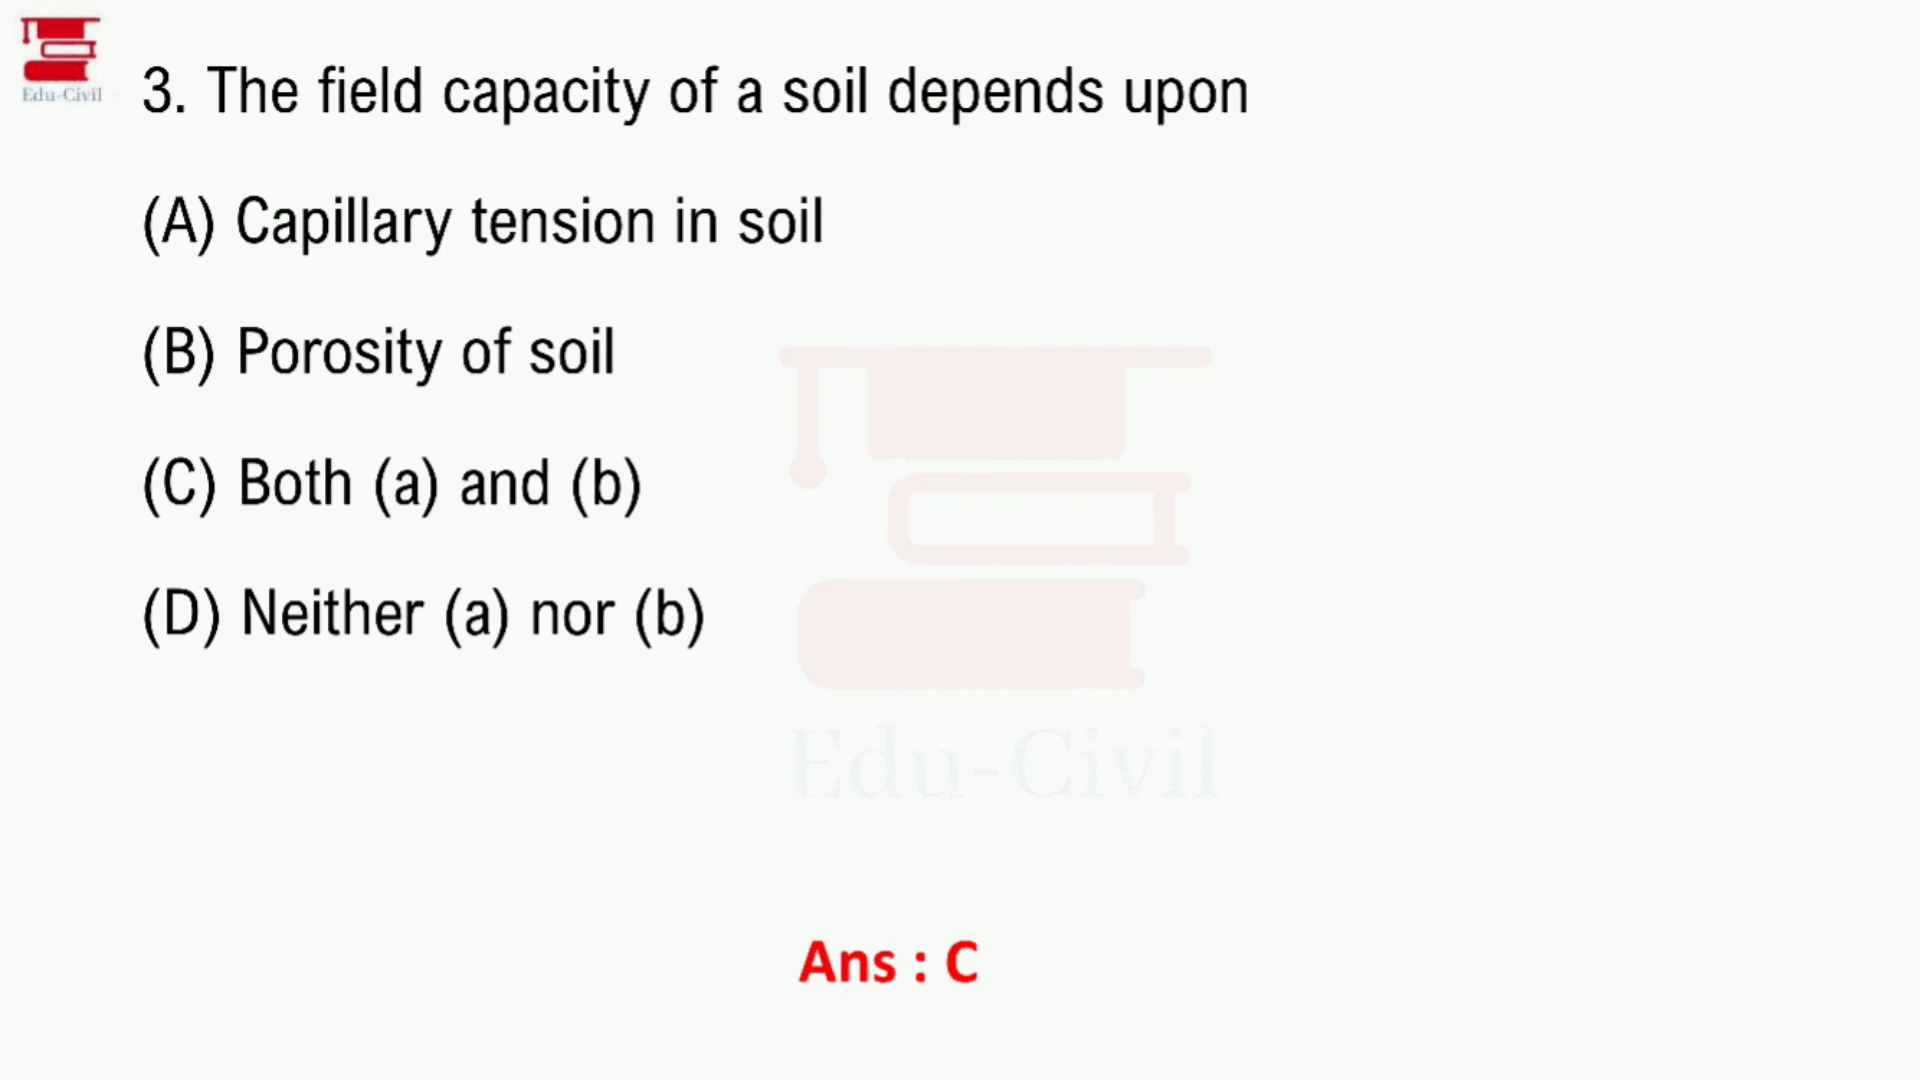 Edu-Civil
3. The field capacity of a soil depends upon
(A) Capillary tension in soil
(B) Porosity of soil
(C) Both (a) and (b)
(D) Neither (a) nor (b)
Edu-Civil
Ans : C